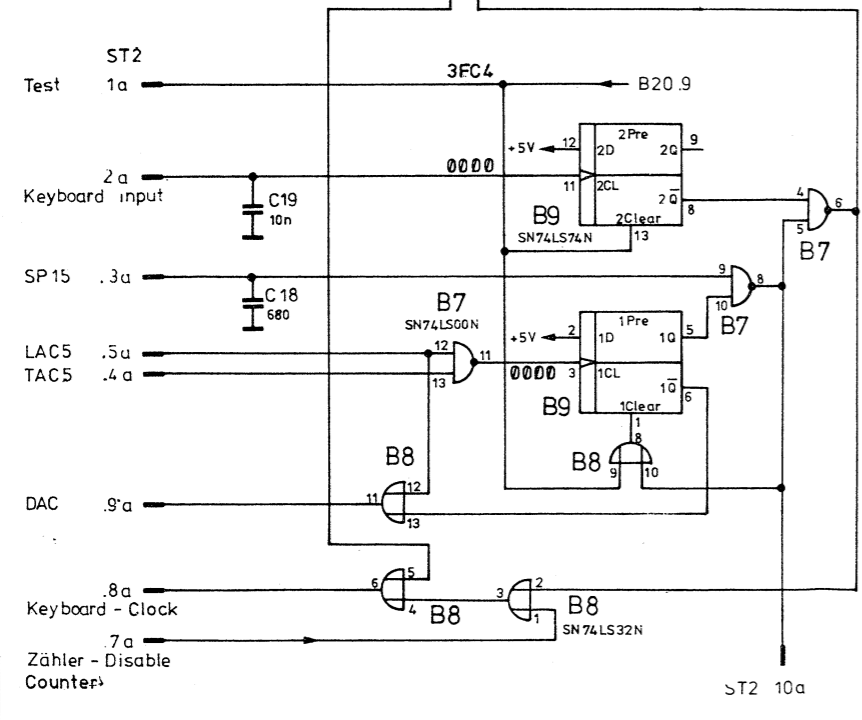 ST2
Test 1a
3FC4
B20.9
2a
Keyboard input
0000
C19
10n
+5V
12
2D
2Pre
2Q
9
11
2CL
2Q
8
2Clear
13
B9
SN74LS74N
4
5
6
B7
SP15 .3a
C18
680
9
10
8
B7
B7
SN74LS00N
LAC5 .5a
TAC5 .4a
12
13
11
+5V
2
1D
1Pre
1Q
5
0000
3
1CL
1Q
6
1Clear
1
B9
B8
8
9
10
B8
DAC .9a
11
12
13
.8a
Keyboard - Clock
6
5
4
B8
3
2
1
B8
SN74LS32N
.7a
Zähler - Disable
Counter
ST2 10a